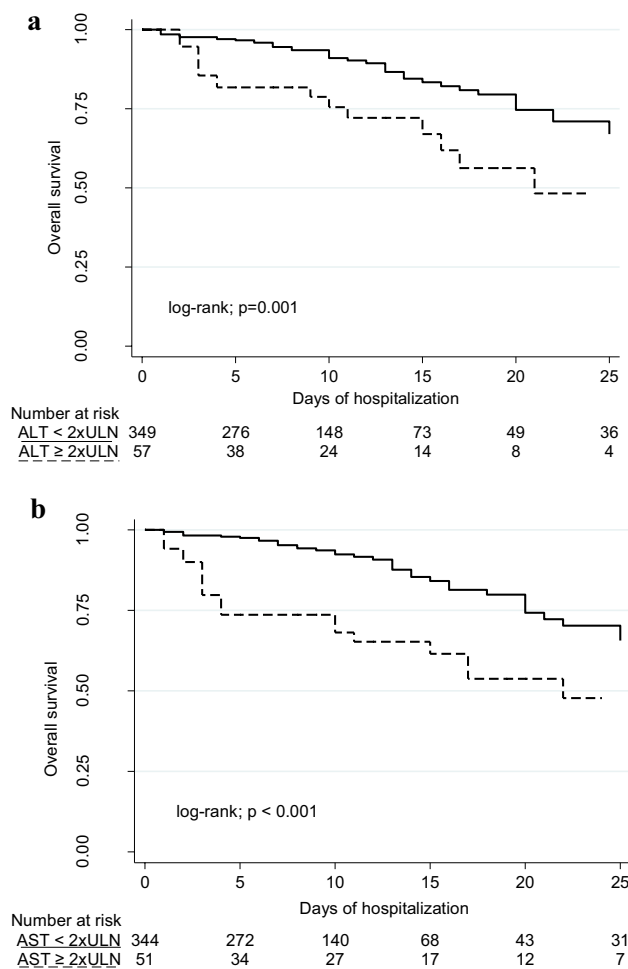 a
1.00
0.75
0.50
0.25
0.00
Overall survival
log-rank; p=0.001
0 5 10 15 20 25
Days of hospitalization
Number at risk
ALT < 2xULN 349 276 148 73 49 36
ALT ≥ 2xULN 57 38 24 14 8 4
b
1.00
0.75
0.50
0.25
0.00
Overall survival
log-rank; p < 0.001
0 5 10 15 20 25
Days of hospitalization
Number at risk
AST < 2xULN 344 272 140 68 43 31
AST ≥ 2xULN 51 34 27 17 12 7